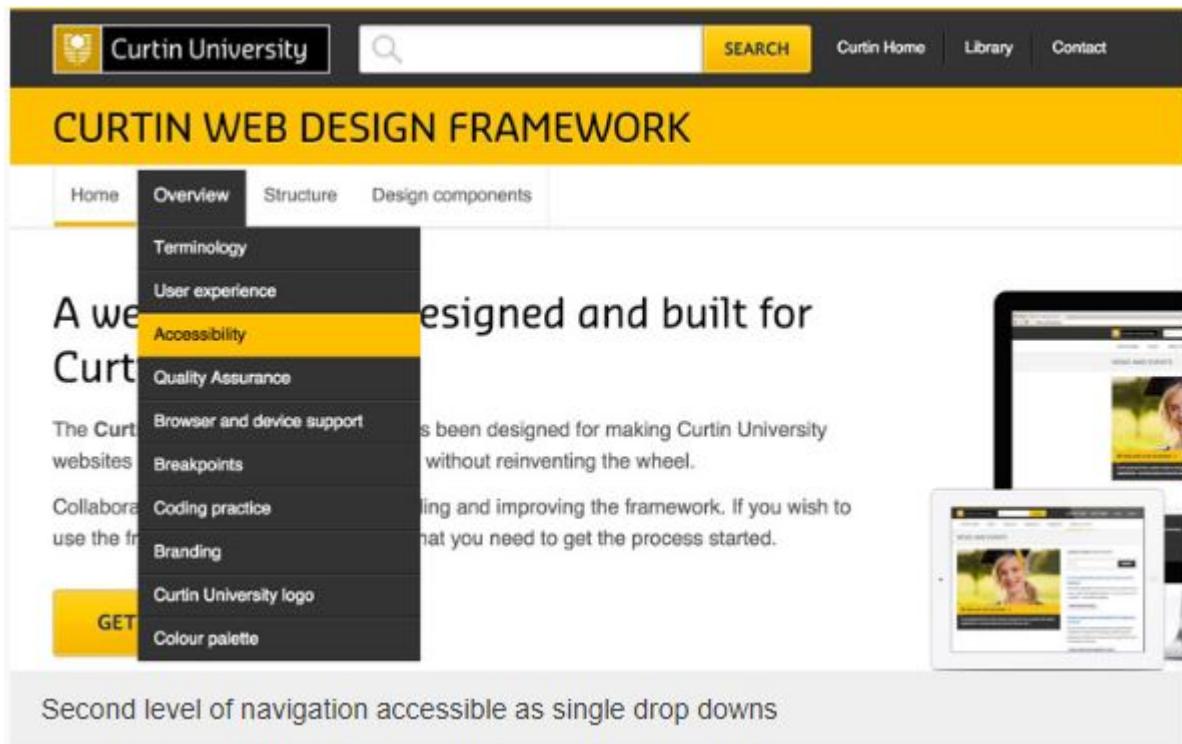 Curtin University
SEARCH
Curtin Home
Library
Contact
CURTIN WEB DESIGN FRAMEWORK
Home
Overview
Structure
Design components
Terminology
User experience
Accessibility
Quality Assurance
Browser and device support
Breakpoints
Coding practice
Branding
Curtin University logo
Colour palette
A we esigned and built for
Curt
The Curt s been designed for making Curtin University
websites without reinventing the wheel.
Collabora ling and improving the framework. If you wish to
use the fr hat you need to get the process started.
GET
Second level of navigation accessible as single drop downs